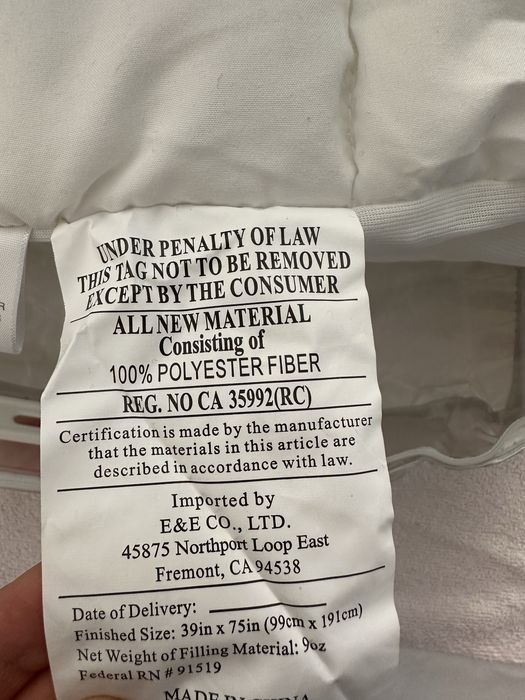 UNDER PENALTY OF LAW
THIS TAG NOT TO BE REMOVED
EXCEPT BY THE CONSUMER
ALL NEW MATERIAL
Consisting of
100% POLYESTER FIBER
REG. NO CA 35992(RC)
Certification is made by the manufacturer
that the materials in this article are
described in accordance with law.
Imported by
E&E CO., LTD.
45875 Northport Loop East
Fremont, CA 94538
Date of Delivery:
Finished Size: 39in x 75in (99cm x 191cm)
Net Weight of Filling Material: 9oz
Federal RN # 91519
MADE IN CHINA